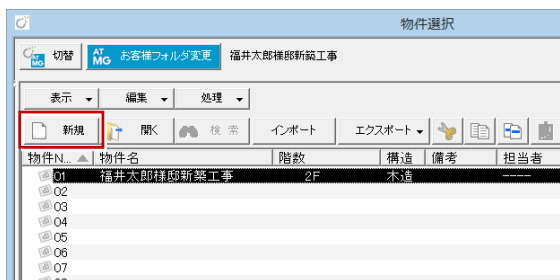 物件選択
切替 AT MG お客様フォルダ変更 福井太郎様邸新築工事
表示 編集 処理
新規 開く 検索 インポート エクスポート
物件N... 物件名 階数 構造 備考 担当者
01 福井太郎様邸新築工事 2F 木造 ----
02
03
04
05
06
07